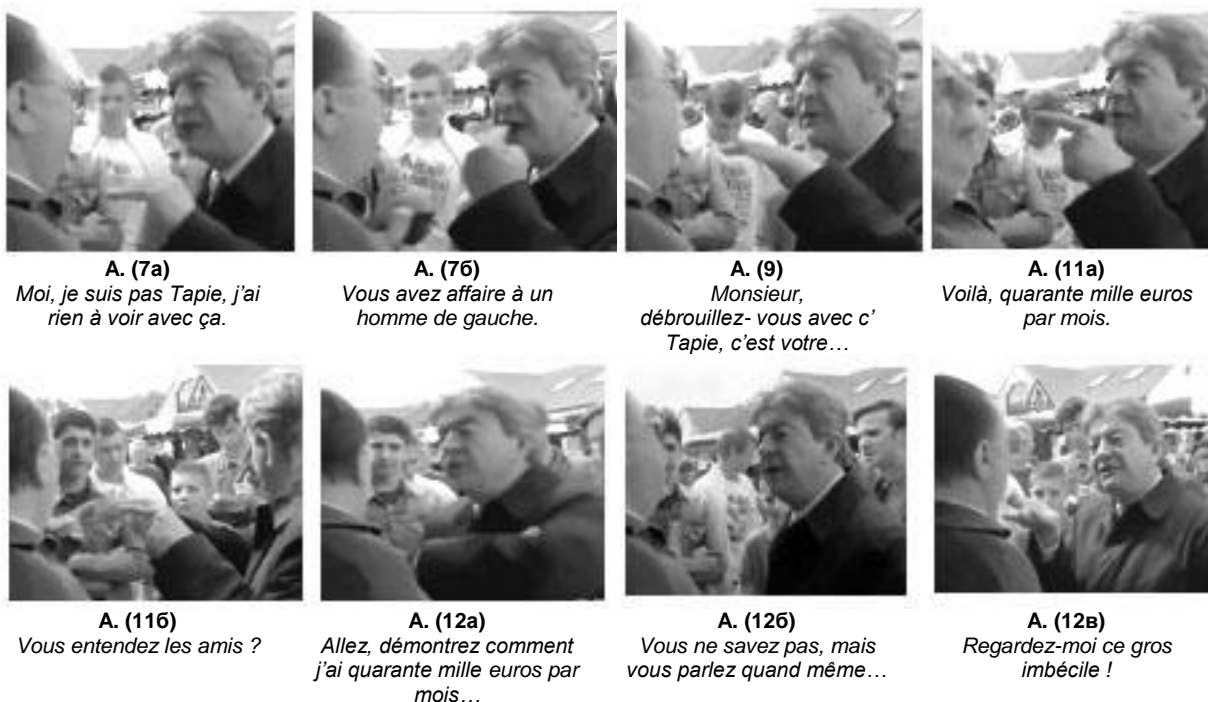 А. (7а)
Moi, je suis pas Tapie, j'ai
rien à voir avec ça.
А. (7б)
Vous avez affaire à un
homme de gauche.
А. (9)
Monsieur,
débrouillez- vous avec c'
Tapie, c'est votre…
А. (11а)
Voilà, quarante mille euros
par mois.
А. (11б)
Vous entendez les amis ?
А. (12а)
Allez, démontrez comment
j'ai quarante mille euros par
mois…
А. (12б)
Vous ne savez pas, mais
vous parlez quand même…
А. (12в)
Regardez-moi ce gros
imbécile !